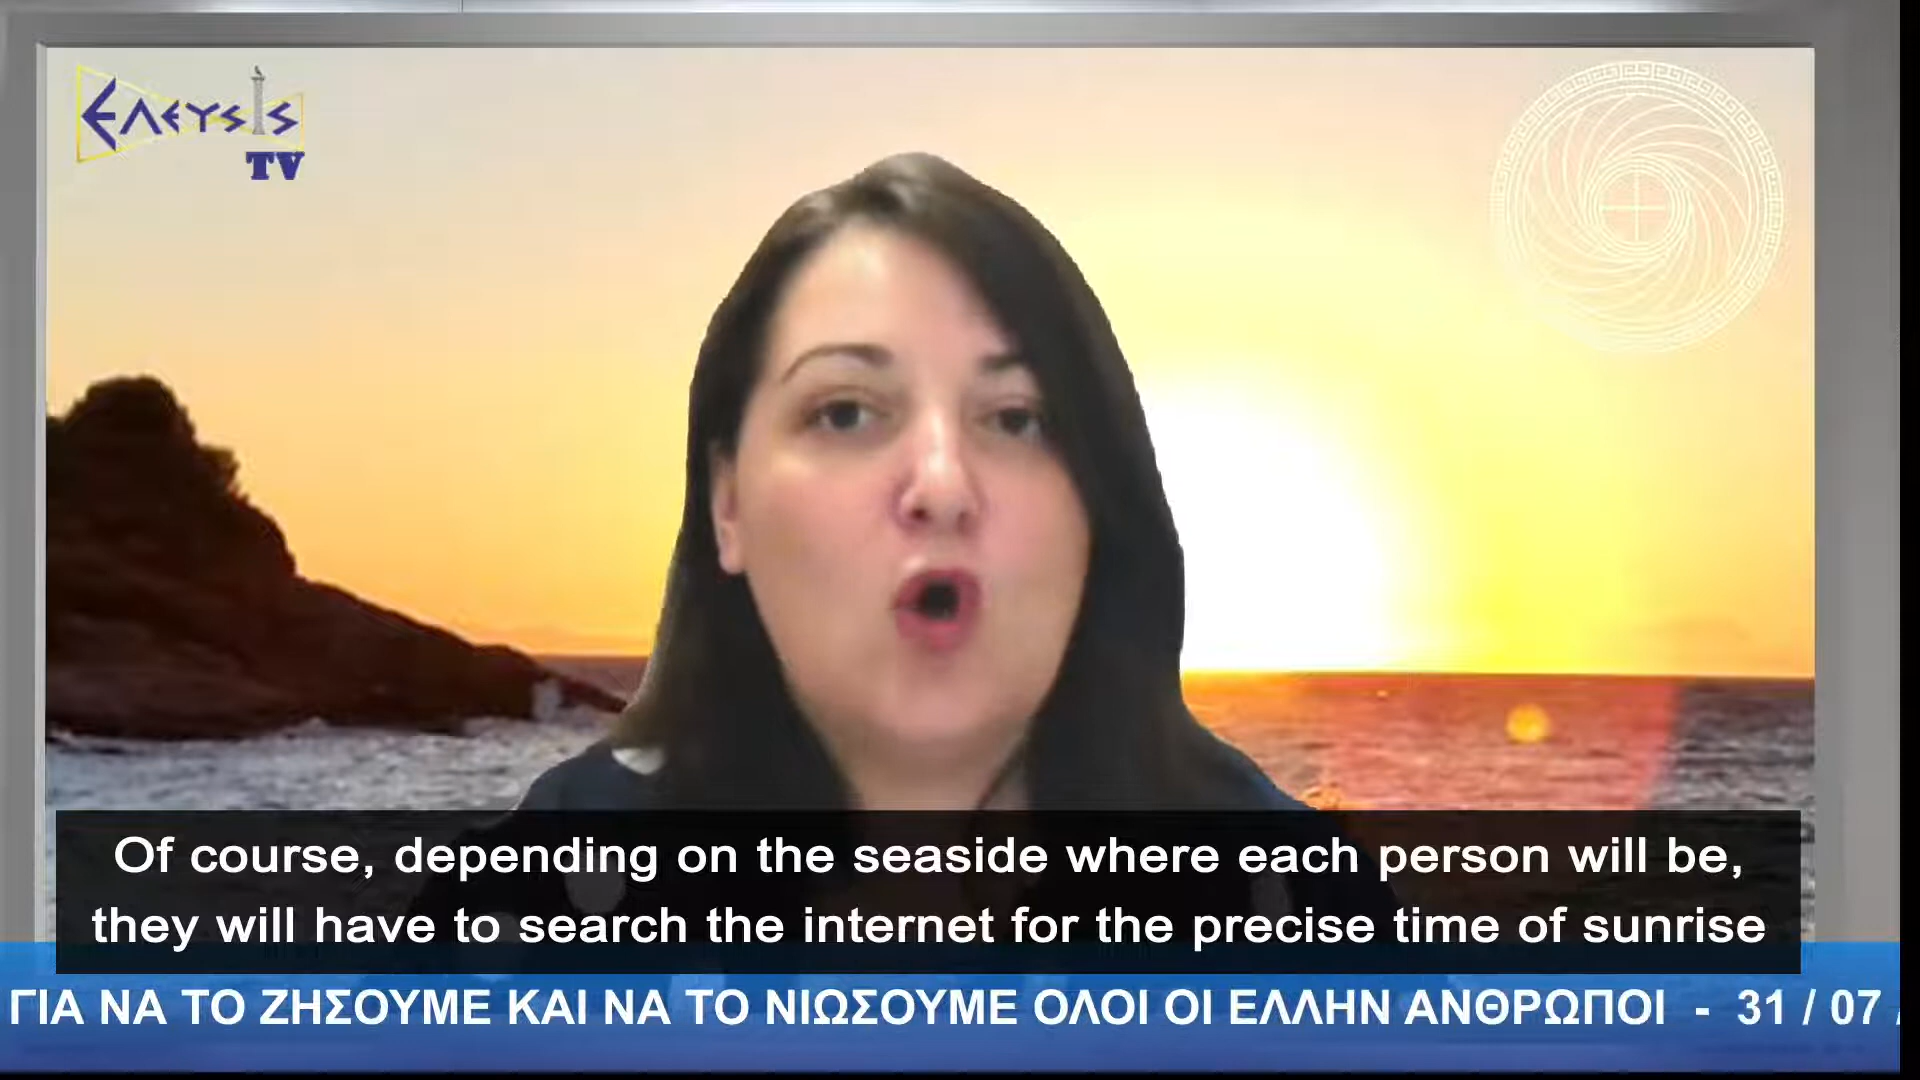 ΕΛΕΥSIS
TV
Of course, depending on the seaside where each person will be,
they will have to search the internet for the precise time of sunrise
ΓΙΑ ΝΑ ΤΟ ΖΗΣΟΥΜΕ ΚΑΙ ΝΑ ΤΟ ΝΙΩΣΟΥΜΕ ΟΛΟΙ ΟΙ ΕΛΛΗΝ ΑΝΘΡΩΠΟΙ - 31 / 07 /